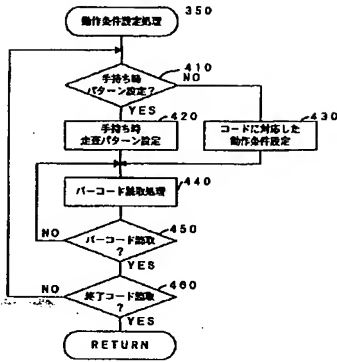 動作条件設定処理
350
手持ち時
パターン設定?
410
NO
YES
手持ち時
走査パターン設定
420
コードに対応した
動作条件設定
430
バーコード読取処理
440
バーコード読取
?
450
NO
YES
終了コード読取
?
460
NO
YES
RETURN